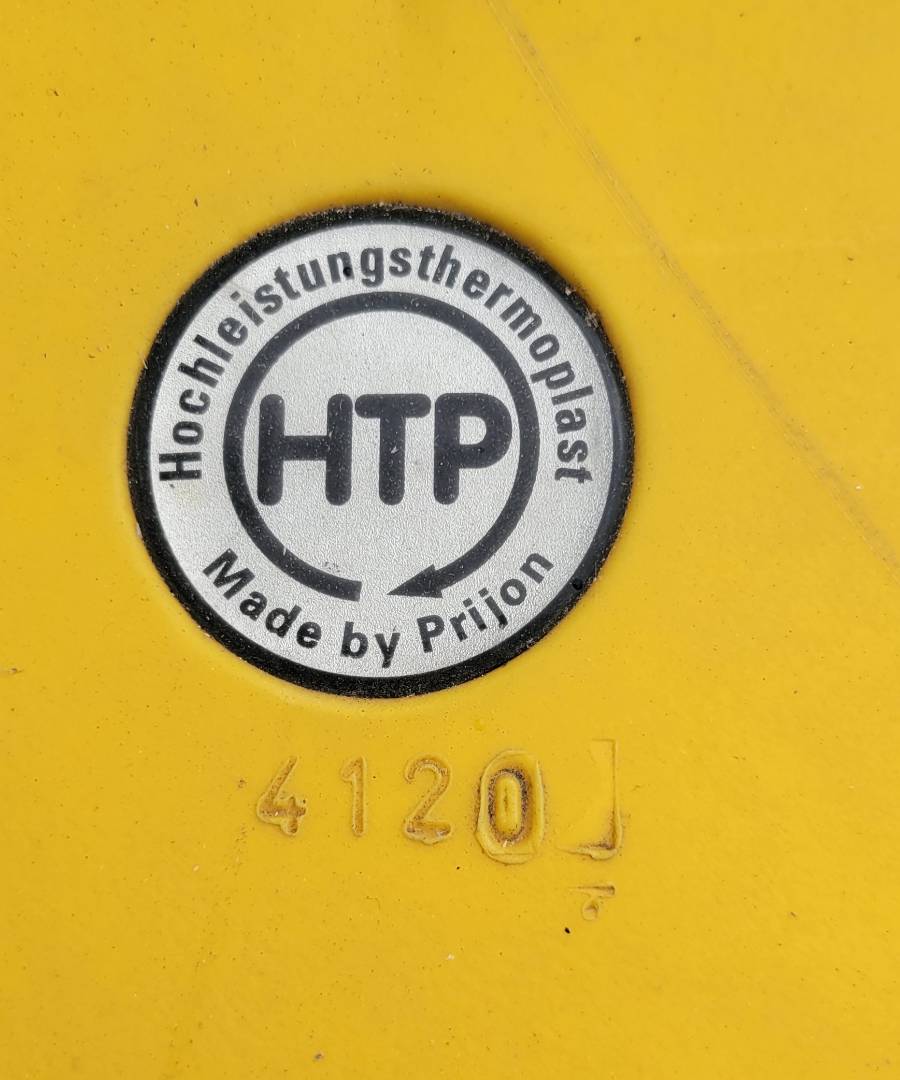 Hochleistungsthermoplast
HTP
Made by Prijon
4120